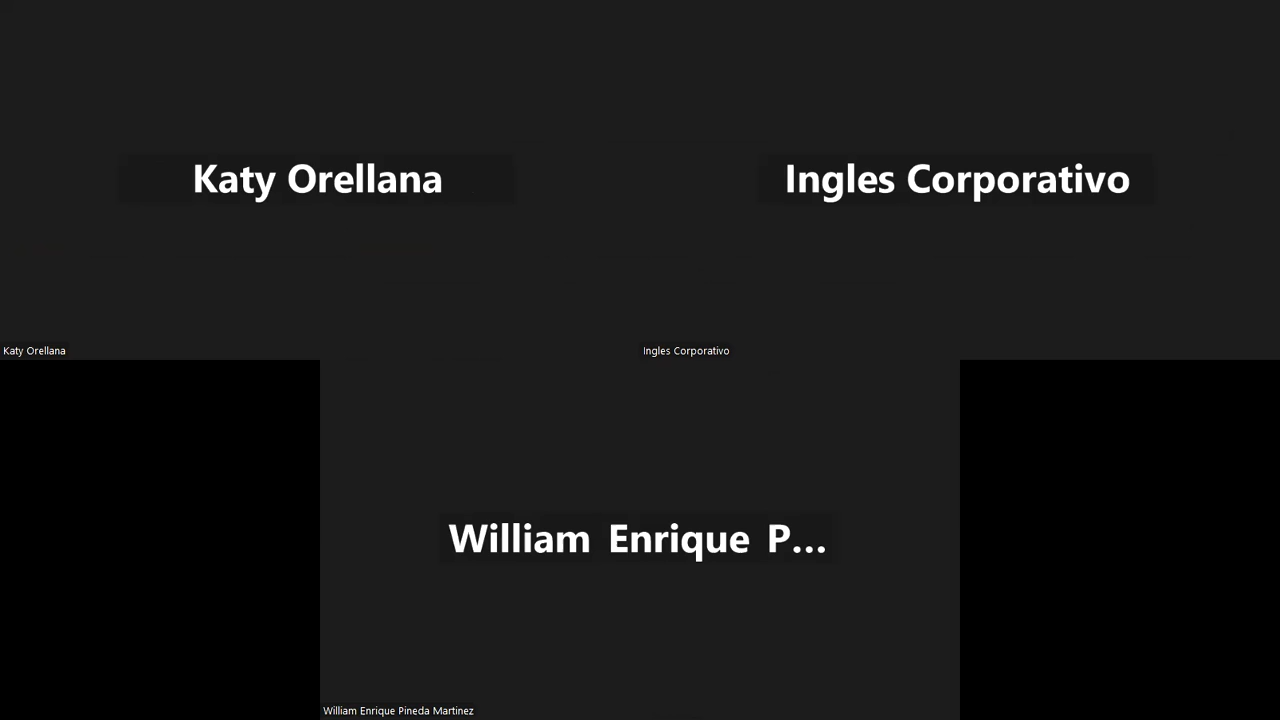 Katy Orellana
Ingles Corporativo
Katy Orellana
Ingles Corporativo
William Enrique P...
William Enrique Pineda Martinez